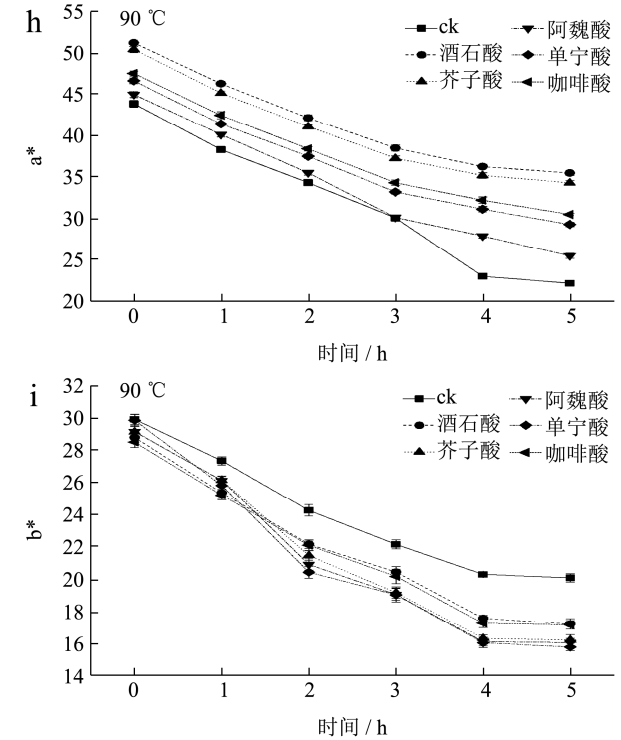 h
90 ℃
ck
酒石酸
芥子酸
阿魏酸
单宁酸
咖啡酸
a*
55
50
45
40
35
30
25
20
0 1 2 3 4 5
时间 / h
i
90 ℃
ck
酒石酸
芥子酸
阿魏酸
单宁酸
咖啡酸
b*
32
30
28
26
24
22
20
18
16
14
0 1 2 3 4 5
时间 / h